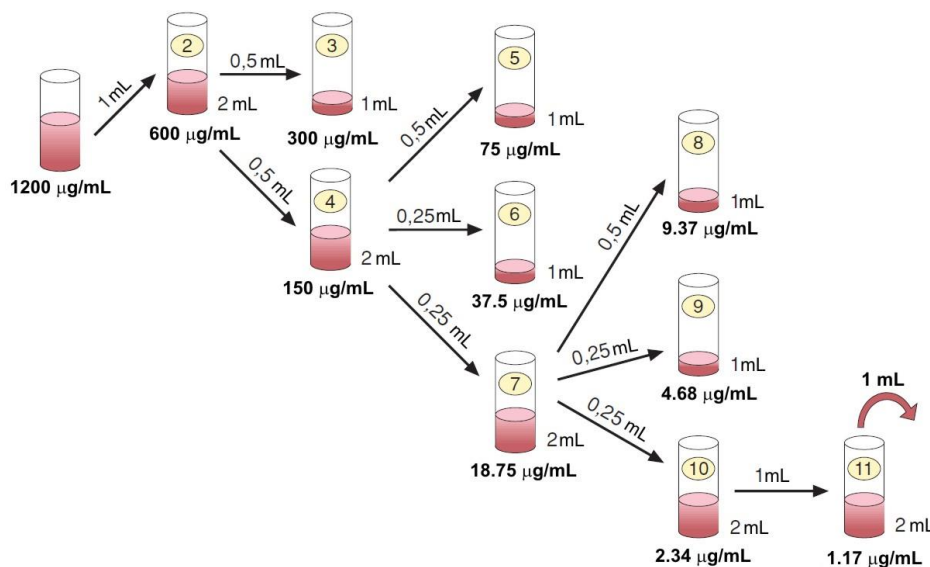 1200 µg/mL
1 mL
2
2 mL
600 µg/mL
0,5 mL
3
1 mL
300 µg/mL
0,5 mL
4
2 mL
150 µg/mL
0,5 mL
5
1 mL
75 µg/mL
0,25 mL
6
1 mL
37.5 µg/mL
0,25 mL
7
2 mL
18.75 µg/mL
0,5 mL
8
1 mL
9.37 µg/mL
0,25 mL
9
1 mL
4.68 µg/mL
0,25 mL
10
2 mL
2.34 µg/mL
1 mL
11
2 mL
1.17 µg/mL
1 mL